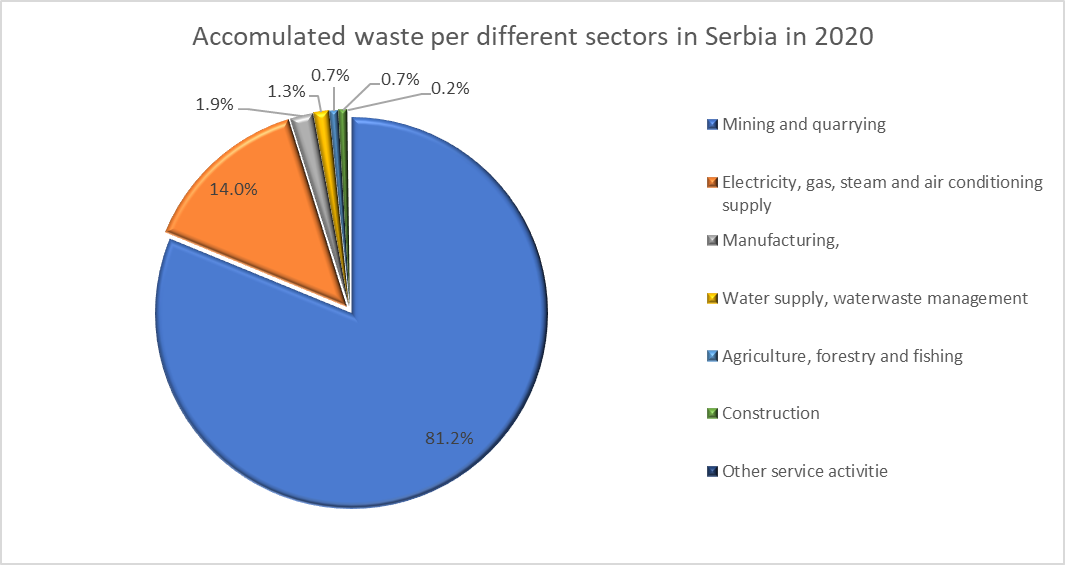 Accomulated waste per different sectors in Serbia in 2020
0.7%
0.7%
0.2%
1.3%
1.9%
14.0%
81.2%
Mining and quarrying
Electricity, gas, steam and air conditioning
supply
Manufacturing,
Water supply, waterwaste management
Agriculture, forestry and fishing
Construction
Other service activitie